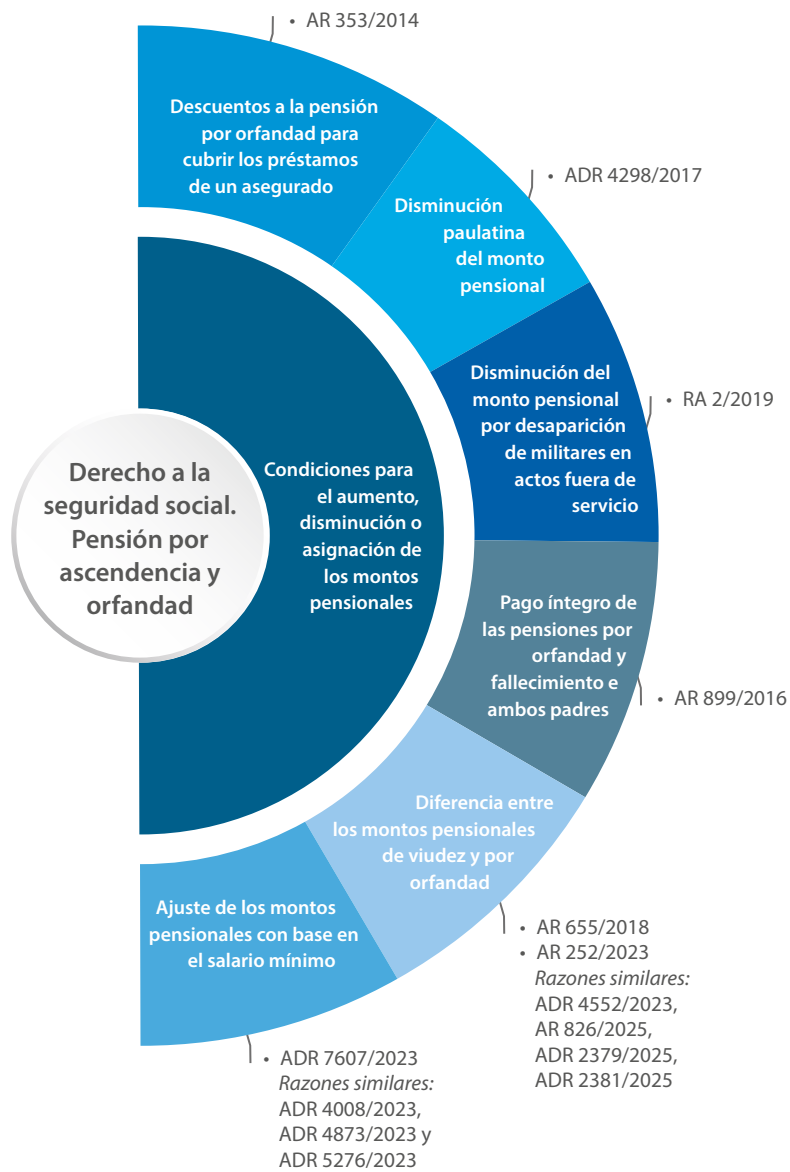 • AR 353/2014
Descuentos a la pensión
por orfandad para
cubrir los préstamos
de un asegurado
• ADR 4298/2017
Disminución
paulatina
del monto
pensional
Disminución del
monto pensional
por desaparición
de militares en
actos fuera de
servicio
• RA 2/2019
Derecho a la
seguridad social.
Pensión por
ascendencia y
orfandad
Condiciones para
el aumento,
disminución o
asignación de
los montos
pensionales
Pago íntegro de
las pensiones por
orfandad y
fallecimiento e
ambos padres
• AR 899/2016
Diferencia entre
los montos pensionales
de viudez y por
orfandad
• AR 655/2018
• AR 252/2023
Razones similares:
ADR 4552/2023,
AR 826/2025,
ADR 2379/2025,
ADR 2381/2025
Ajuste de los montos
pensionales con base en
el salario mínimo
• ADR 7607/2023
Razones similares:
ADR 4008/2023,
ADR 4873/2023 y
ADR 5276/2023